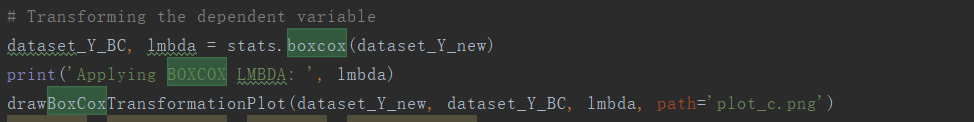 # Transforming the dependent variable
dataset_Y_BC, lmbda = stats.boxcox(dataset_Y_new)
print('Applying BOXCOX LMBDA: ', lmbda)
drawBoxCoxTransformationPlot(dataset_Y_new, dataset_Y_BC, lmbda, path='plot_c.png')